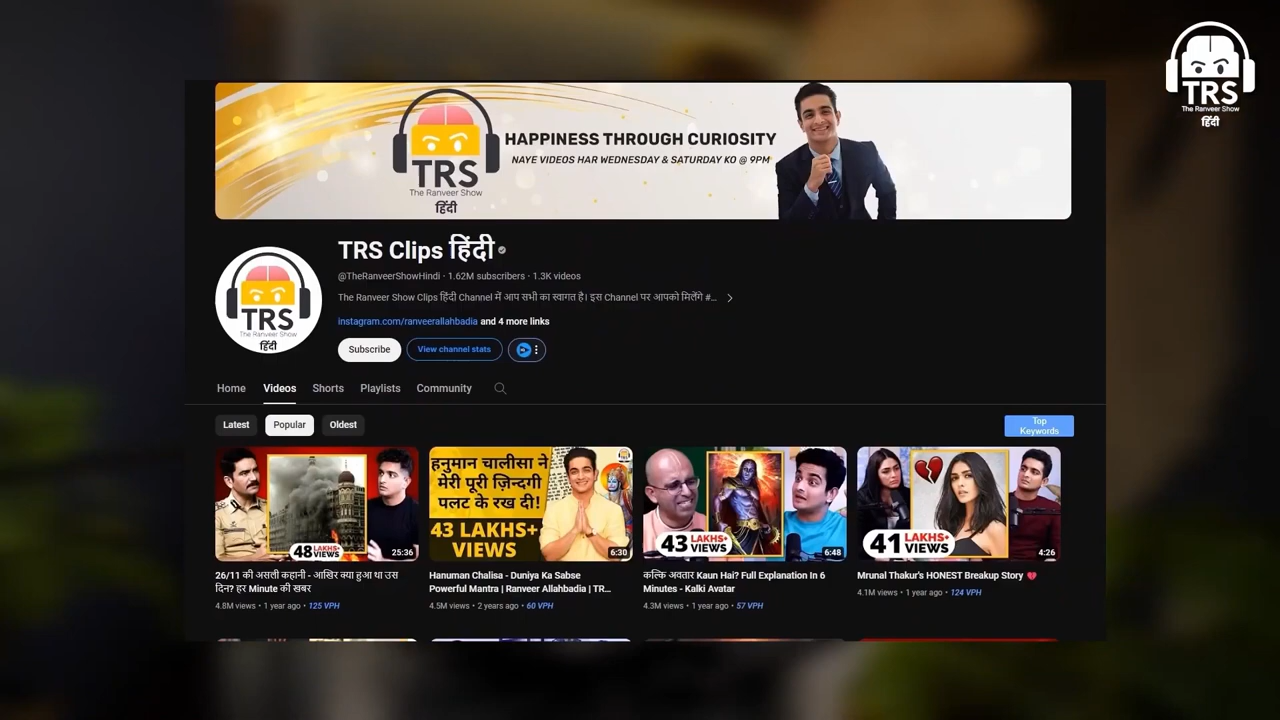 TRS
The Ranveer Show
हिंदी
TRS
The Ranveer Show
हिंदी
HAPPINESS THROUGH CURIOSITY
NAYE VIDEOS HAR WEDNESDAY & SATURDAY KO @ 9PM
TRS
The Ranveer Show
हिंदी
TRS Clips हिंदी
@TheRanveerShowHindi · 1.62M subscribers · 1.3K videos
The Ranveer Show Clips हिंदी Channel में आप सभी का स्वागत है। इस Channel पर आपको मिलेंगे #...
instagram.com/ranveerallahbadia and 4 more links
Subscribe
View channel stats
Home Videos Shorts Playlists Community
Latest Popular Oldest
Top
Keywords
48 LAKHS+
VIEWS
25:36
हनुमान चालीसा ने
मेरी पूरी ज़िन्दगी
पलट के रख दी!
43 LAKHS+
VIEWS
6:30
43 LAKHS+
VIEWS
6:48
41 LAKHS+
VIEWS
4:26
26/11 की असली कहानी - आखिर क्या हुआ था उस
दिन? हर Minute की खबर
4.8M views • 1 year ago • 125 VPH
Hanuman Chalisa - Duniya Ka Sabse
Powerful Mantra | Ranveer Allahbadia | TR...
4.5M views • 2 years ago • 60 VPH
कल्कि अवतार Kaun Hai? Full Explanation In 6
Minutes - Kalki Avatar
4.3M views • 1 year ago • 57 VPH
Mrunal Thakur's HONEST Breakup Story 💔
4.1M views • 1 year ago • 124 VPH